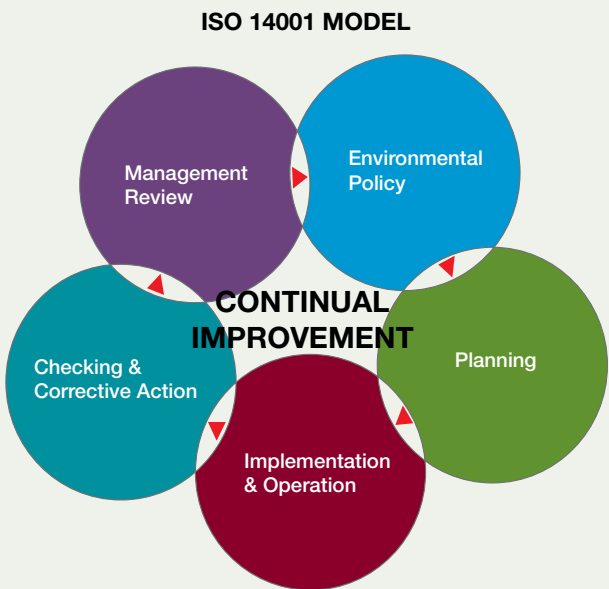 ISO 14001 MODEL
Management
Review
Environmental
Policy
CONTINUAL
IMPROVEMENT
Checking &
Corrective Action
Planning
Implementation
& Operation